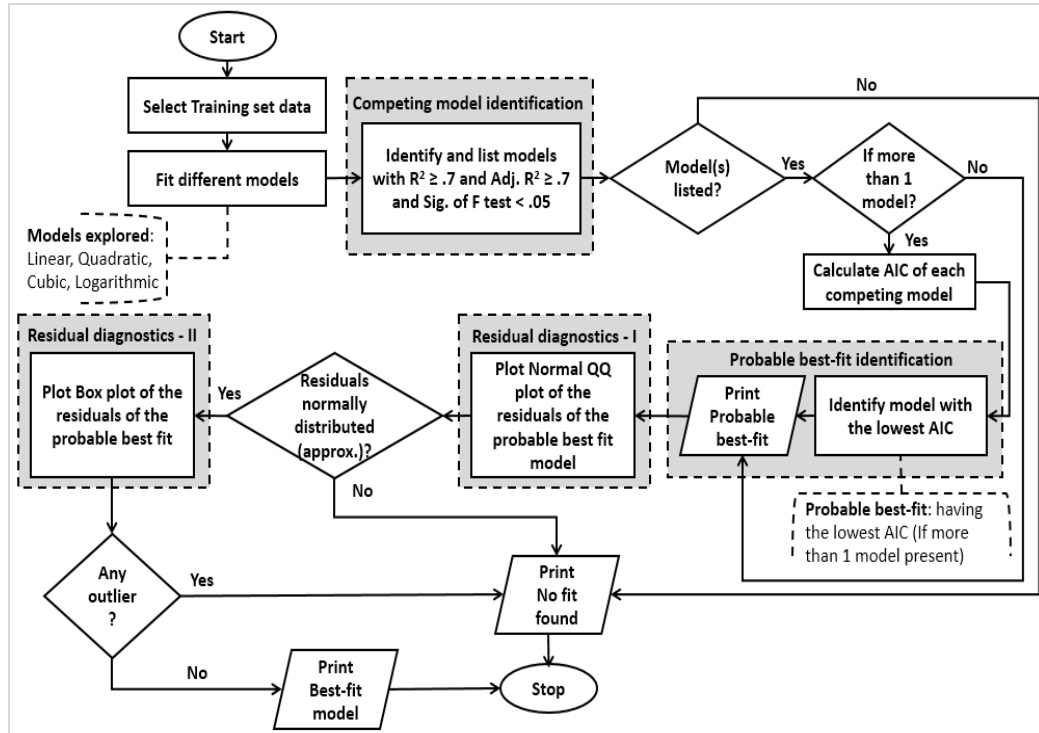 Start
Select Training set data
Fit different models
Models explored:
Linear, Quadratic,
Cubic, Logarithmic
Competing model identification
Identify and list models
with R² ≥ .7 and Adj. R² ≥ .7
and Sig. of F test < .05
Model(s)
listed?
No
Yes
If more
than 1
model?
No
Yes
Calculate AIC of each
competing model
Probable best-fit identification
Identify model with
the lowest AIC
Print
Probable
best-fit
Probable best-fit: having
the lowest AIC (If more
than 1 model present)
Residual diagnostics - I
Plot Normal QQ
plot of the
residuals of the
probable best fit
model
Residuals
normally
distributed
(approx.)?
Yes
No
Residual diagnostics - II
Plot Box plot of the
residuals of the
probable best fit
Any
outlier
?
Yes
No
Print
No fit
found
Print
Best-fit
model
Stop